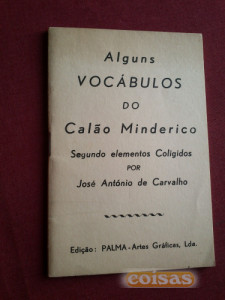 Alguns
VOCÁBULOS
DO
Calão Minderico
Segundo elementos Coligidos
POR
José António de Carvalho
Edição: PALMA-Artes Gráficas, Lda.
coisas